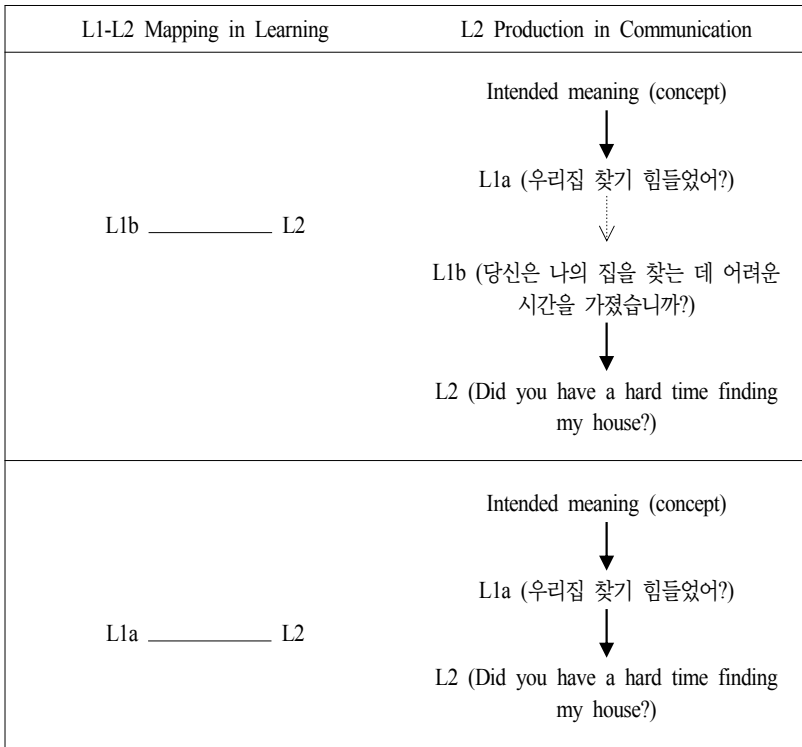 L1-L2 Mapping in Learning
L2 Production in Communication
Intended meaning (concept)
L1a (우리집 찾기 힘들었어?)
L1b L2
L1b (당신은 나의 집을 찾는 데 어려운
시간을 가졌습니까?)
L2 (Did you have a hard time finding
my house?)
Intended meaning (concept)
L1a (우리집 찾기 힘들었어?)
L1a L2
L2 (Did you have a hard time finding
my house?)